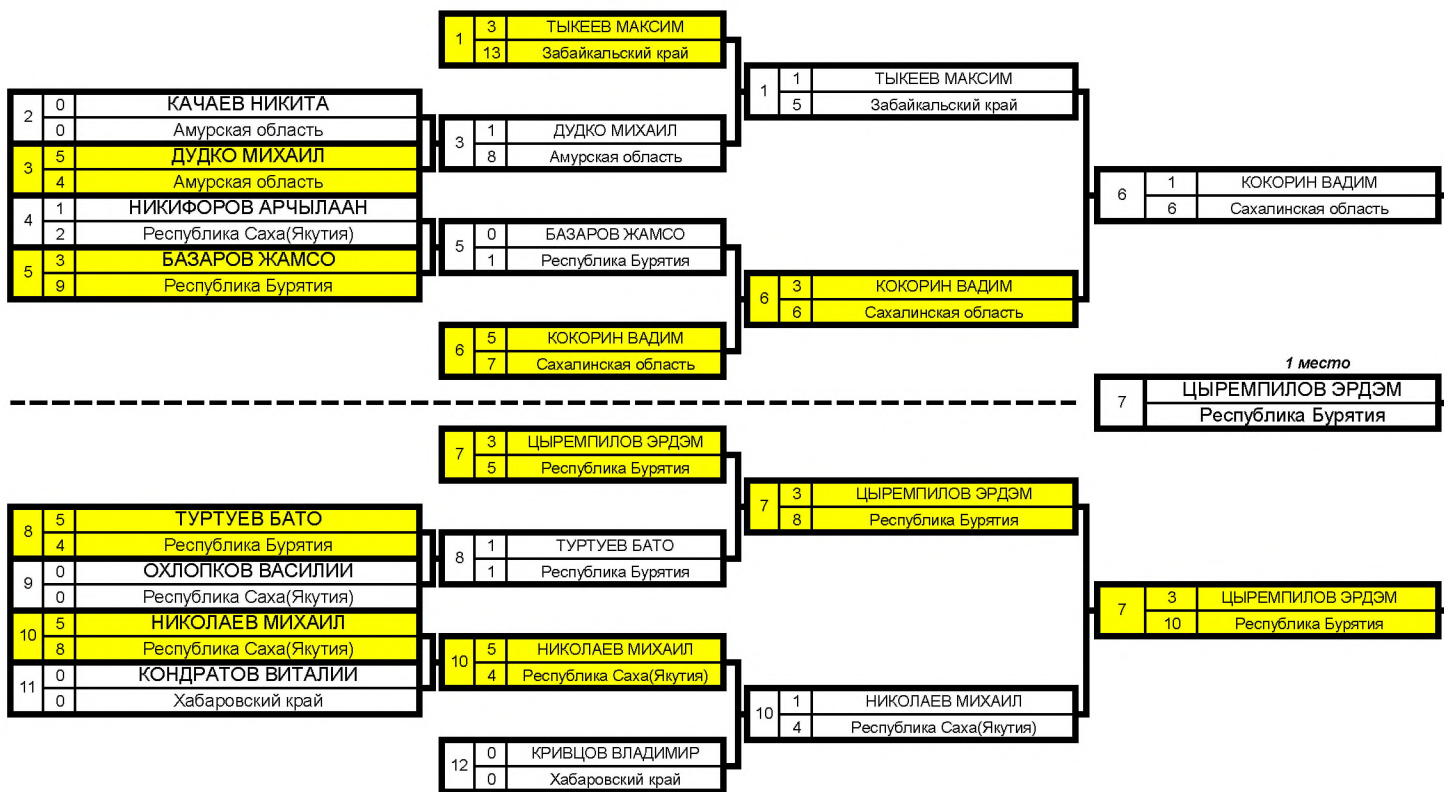 1 3 ТЫКЕЕВ МАКСИМ
13 Забайкальский край
2 0 КАЧАЕВ НИКИТА
0 Амурская область
3 5 ДУДКО МИХАИЛ
4 Амурская область
4 1 НИКИФОРОВ АРЧЫЛААН
2 Республика Саха(Якутия)
5 3 БАЗАРОВ ЖАМСО
9 Республика Бурятия
3 1 ДУДКО МИХАИЛ
8 Амурская область
5 0 БАЗАРОВ ЖАМСО
1 Республика Бурятия
6 5 КОКОРИН ВАДИМ
7 Сахалинская область
1 1 ТЫКЕЕВ МАКСИМ
5 Забайкальский край
6 3 КОКОРИН ВАДИМ
6 Сахалинская область
6 1 КОКОРИН ВАДИМ
6 Сахалинская область
1 место
7 ЦЫРЕМПИЛОВ ЭРДЭМ
Республика Бурятия
7 3 ЦЫРЕМПИЛОВ ЭРДЭМ
5 Республика Бурятия
8 5 ТУРТУЕВ БАТО
4 Республика Бурятия
9 0 ОХЛОПКОВ ВАСИЛИИ
0 Республика Саха(Якутия)
10 5 НИКОЛАЕВ МИХАИЛ
8 Республика Саха(Якутия)
11 0 КОНДРАТОВ ВИТАЛИИ
0 Хабаровский край
8 1 ТУРТУЕВ БАТО
1 Республика Бурятия
10 5 НИКОЛАЕВ МИХАИЛ
4 Республика Саха(Якутия)
12 0 КРИВЦОВ ВЛАДИМИР
0 Хабаровский край
7 3 ЦЫРЕМПИЛОВ ЭРДЭМ
8 Республика Бурятия
10 1 НИКОЛАЕВ МИХАИЛ
4 Республика Саха(Якутия)
7 3 ЦЫРЕМПИЛОВ ЭРДЭМ
10 Республика Бурятия